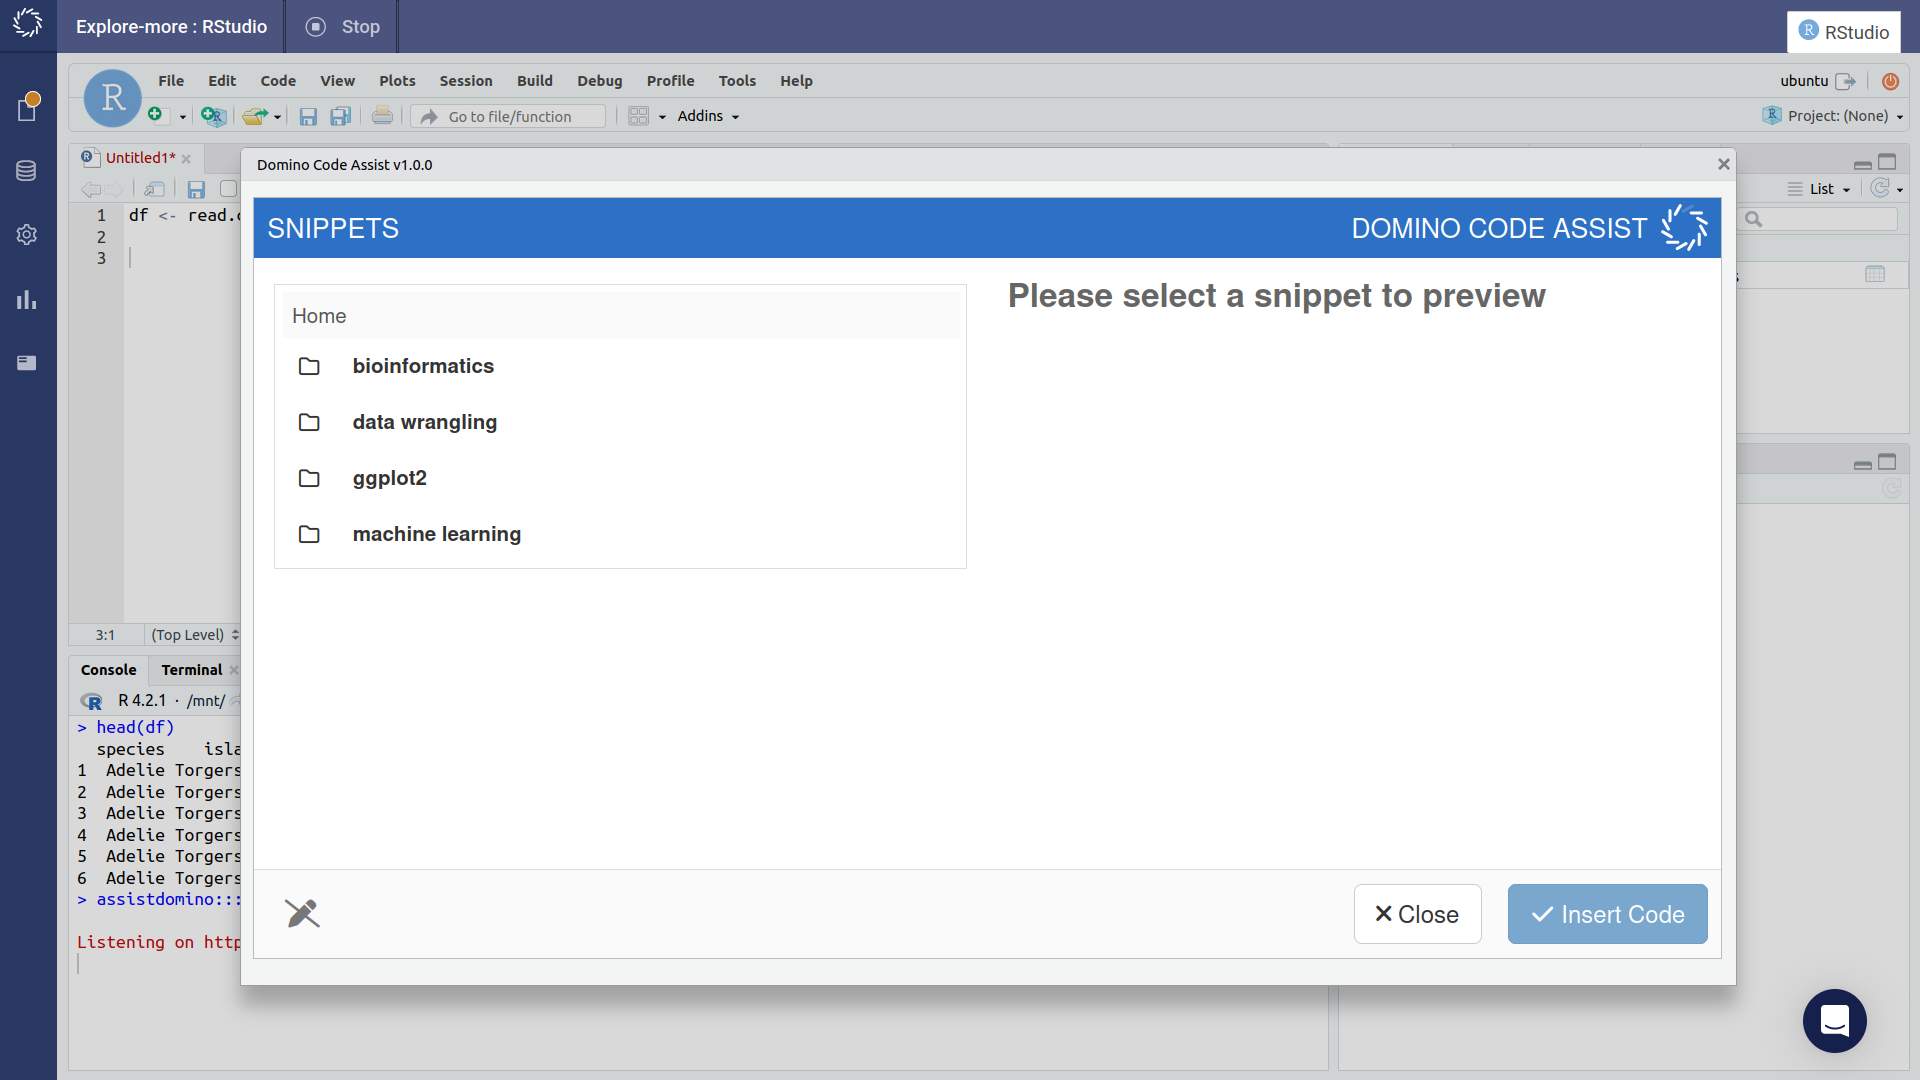 Explore-more : RStudio
Stop
RStudio
File Edit Code View Plots Session Build Debug Profile Tools Help
ubuntu
Go to file/function
Addins
Project: (None)
Untitled1*
Domino Code Assist v1.0.0
List
1 df <- read.
2
3
SNIPPETS
DOMINO CODE ASSIST
Home
bioinformatics
data wrangling
ggplot2
machine learning
Please select a snippet to preview
3:1 (Top Level)
Console Terminal
R 4.2.1 · /mnt/
> head(df)
species isla
1 Adelie Torgers
2 Adelie Torgers
3 Adelie Torgers
4 Adelie Torgers
5 Adelie Torgers
6 Adelie Torgers
> assistdomino:::
Listening on http
Close
Insert Code